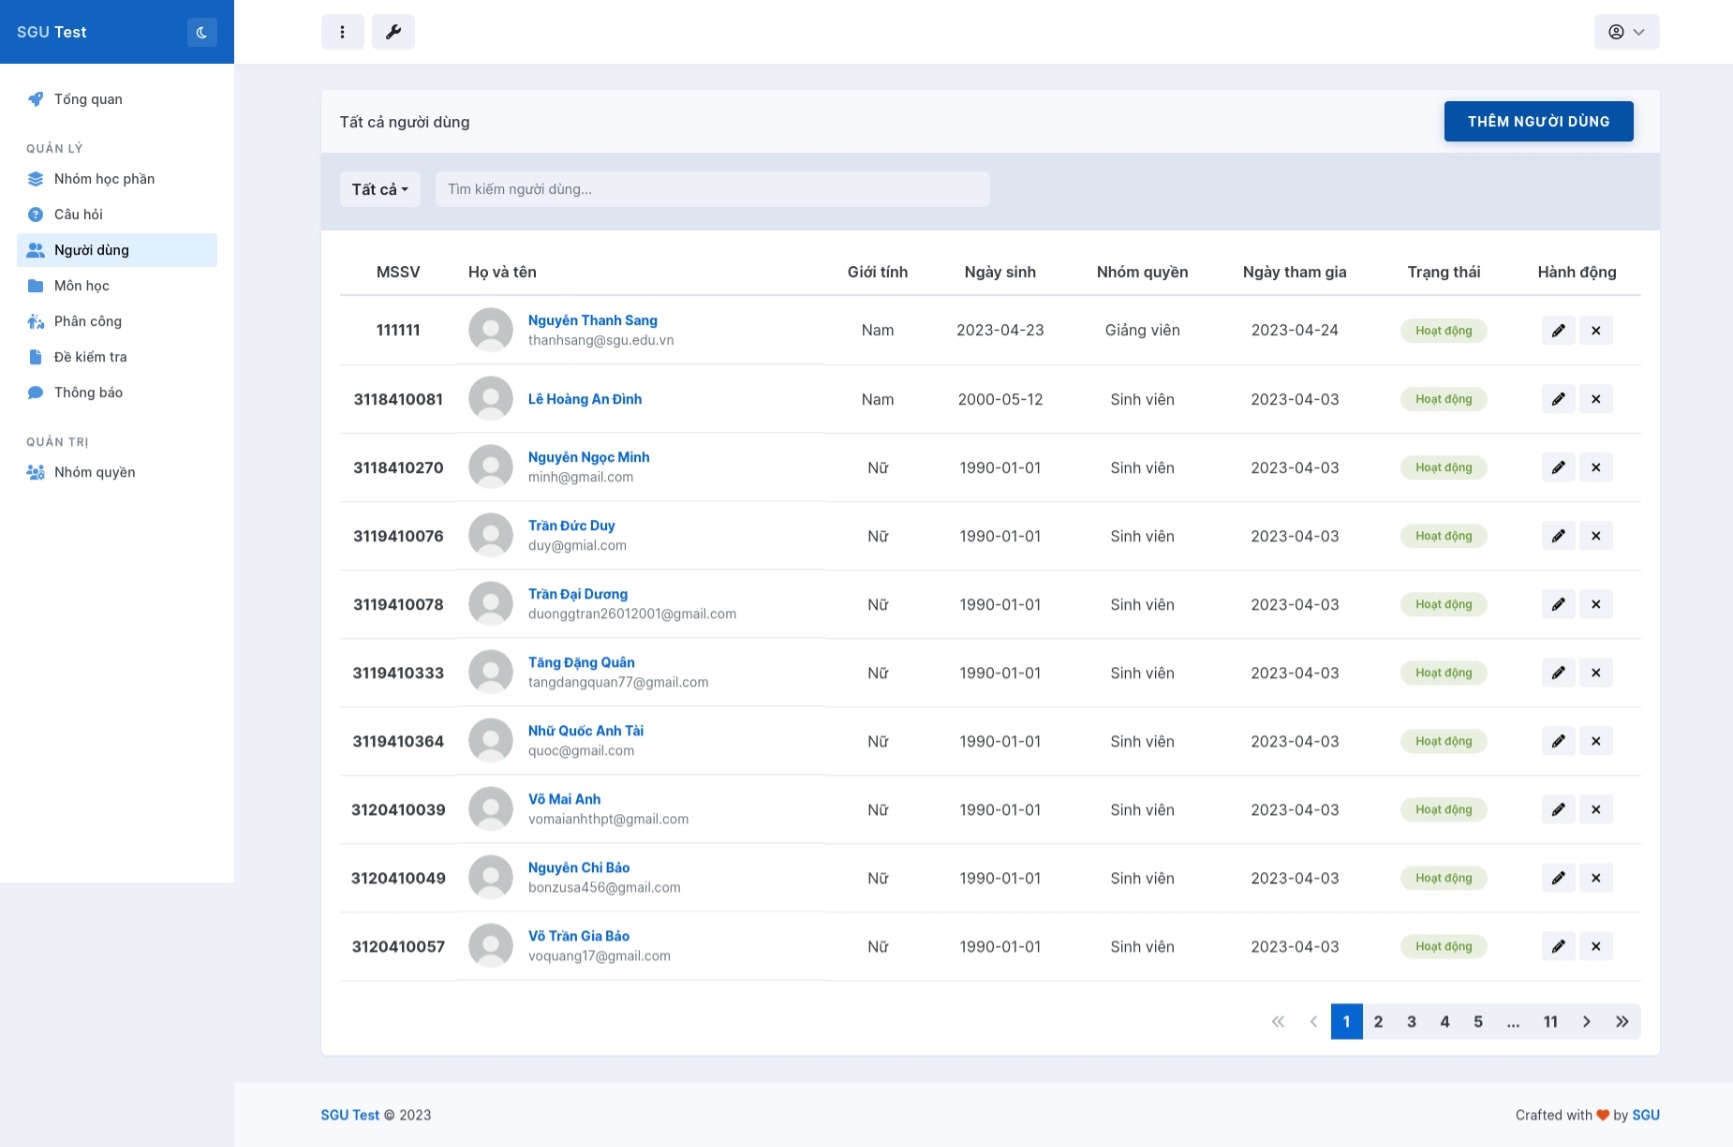 SGU Test
Tổng quan
QUẢN LÝ
Nhóm học phần
Câu hỏi
Người dùng
Môn học
Phân công
Đề kiểm tra
Thông báo
QUẢN TRỊ
Nhóm quyền
Tất cả người dùng
THÊM NGƯỜI DÙNG
Tất cả
Tìm kiếm người dùng...
MSSV Họ và tên Giới tính Ngày sinh Nhóm quyền Ngày tham gia Trạng thái Hành động
111111 Nguyễn Thanh Sang Nam 2023-04-23 Giảng viên 2023-04-24 Hoạt động
thanhsang@sgu.edu.vn
3118410081 Lê Hoàng An Đình Nam 2000-05-12 Sinh viên 2023-04-03 Hoạt động
3118410270 Nguyễn Ngọc Minh Nữ 1990-01-01 Sinh viên 2023-04-03 Hoạt động
minh@gmail.com
3119410076 Trần Đức Duy Nữ 1990-01-01 Sinh viên 2023-04-03 Hoạt động
duy@gmial.com
3119410078 Trần Đại Dương Nữ 1990-01-01 Sinh viên 2023-04-03 Hoạt động
duonggtran26012001@gmail.com
3119410333 Tăng Đặng Quân Nữ 1990-01-01 Sinh viên 2023-04-03 Hoạt động
tangdangquan77@gmail.com
3119410364 Nhữ Quốc Anh Tài Nữ 1990-01-01 Sinh viên 2023-04-03 Hoạt động
quoc@gmail.com
3120410039 Võ Mai Anh Nữ 1990-01-01 Sinh viên 2023-04-03 Hoạt động
vomaianhthpt@gmail.com
3120410049 Nguyễn Chi Bảo Nữ 1990-01-01 Sinh viên 2023-04-03 Hoạt động
bonzusa456@gmail.com
3120410057 Võ Trần Gia Bảo Nữ 1990-01-01 Sinh viên 2023-04-03 Hoạt động
voquang17@gmail.com
1 2 3 4 5 ... 11
SGU Test © 2023
Crafted with ❤ by SGU